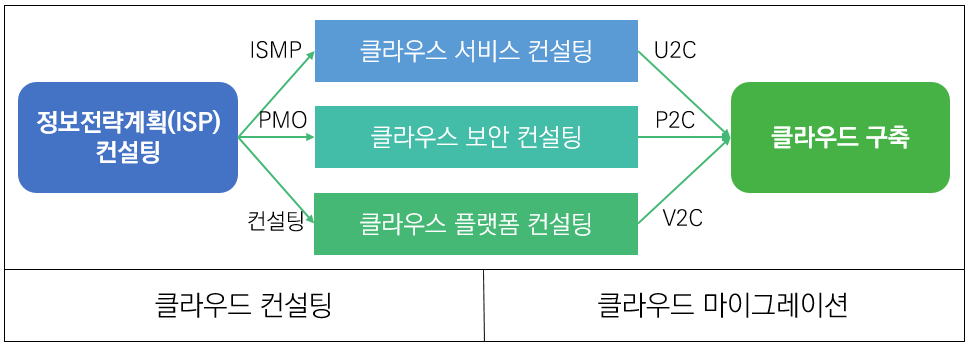 정보전략계획(ISP)
컨설팅
ISMP
PMO
컨설팅
클라우스 서비스 컨설팅
클라우스 보안 컨설팅
클라우스 플랫폼 컨설팅
U2C
P2C
V2C
클라우드 구축
클라우드 컨설팅
클라우드 마이그레이션